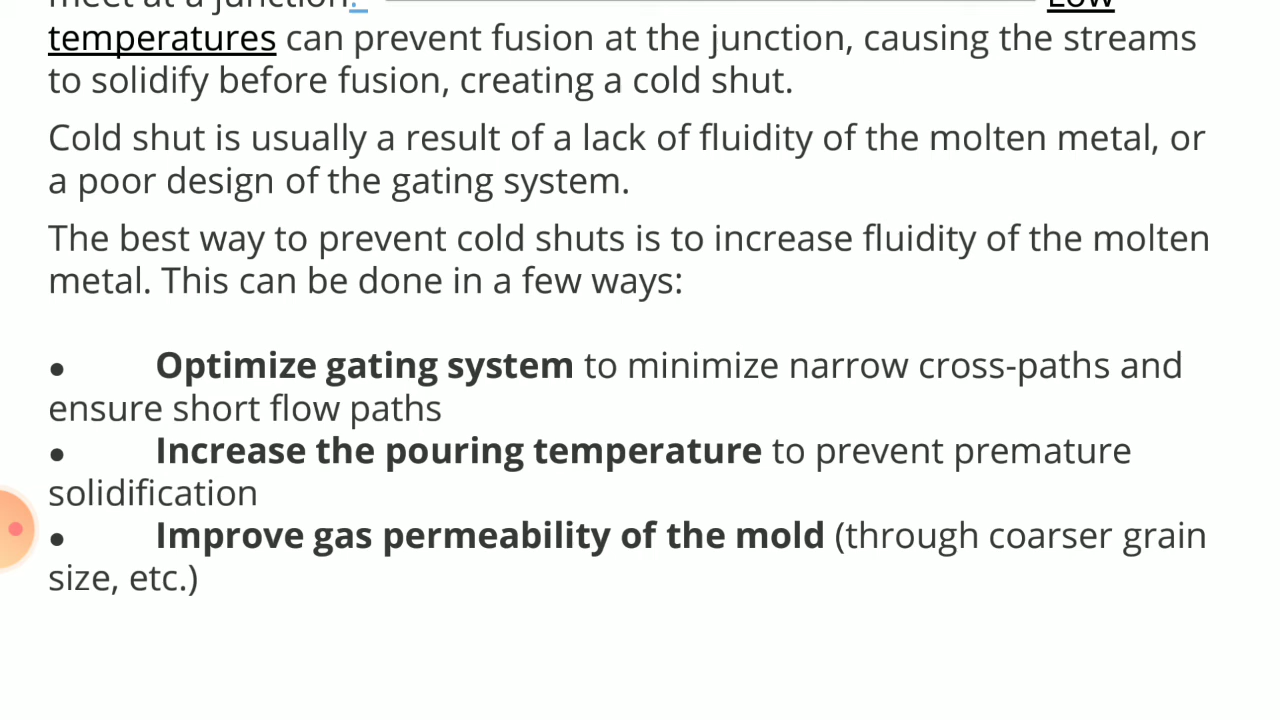 meet at a junction. Low
temperatures can prevent fusion at the junction, causing the streams
to solidify before fusion, creating a cold shut.
Cold shut is usually a result of a lack of fluidity of the molten metal, or
a poor design of the gating system.
The best way to prevent cold shuts is to increase fluidity of the molten
metal. This can be done in a few ways:
● Optimize gating system to minimize narrow cross-paths and
ensure short flow paths
● Increase the pouring temperature to prevent premature
solidification
● Improve gas permeability of the mold (through coarser grain
size, etc.)